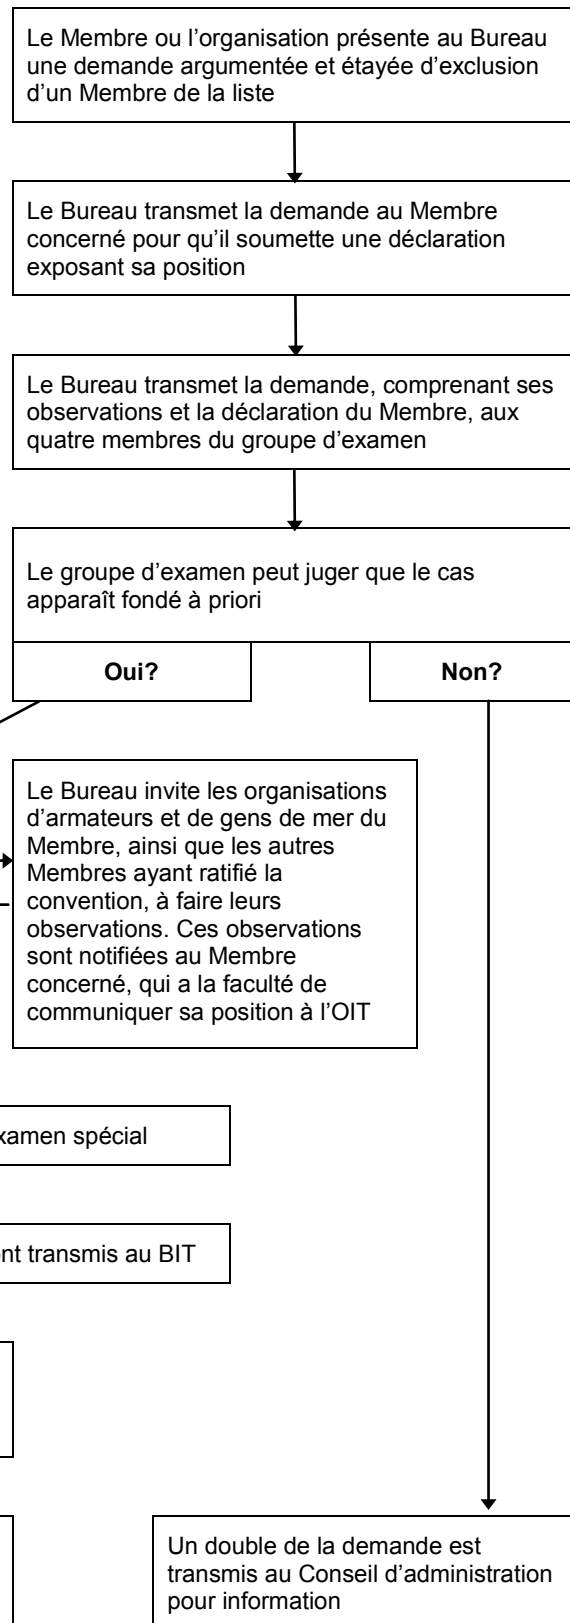 Le Membre ou l’organisation présente au Bureau
une demande argumentée et étayée d’exclusion
d’un Membre de la liste
Le Bureau transmet la demande au Membre
concerné pour qu’il soumette une déclaration
exposant sa position
Le Bureau transmet la demande, comprenant ses
observations et la déclaration du Membre, aux
quatre membres du groupe d’examen
Le groupe d’examen peut juger que le cas
apparaît fondé à priori
Oui? Non?
Le Bureau invite les organisations
d’armateurs et de gens de mer du
Membre, ainsi que les autres
Membres ayant ratifié la
convention, à faire leurs
observations. Ces observations
sont notifiées au Membre
concerné, qui a la faculté de
communiquer sa position à l’OIT
xamen spécial
nt transmis au BIT
Un double de la demande est
transmis au Conseil d’administration
pour information